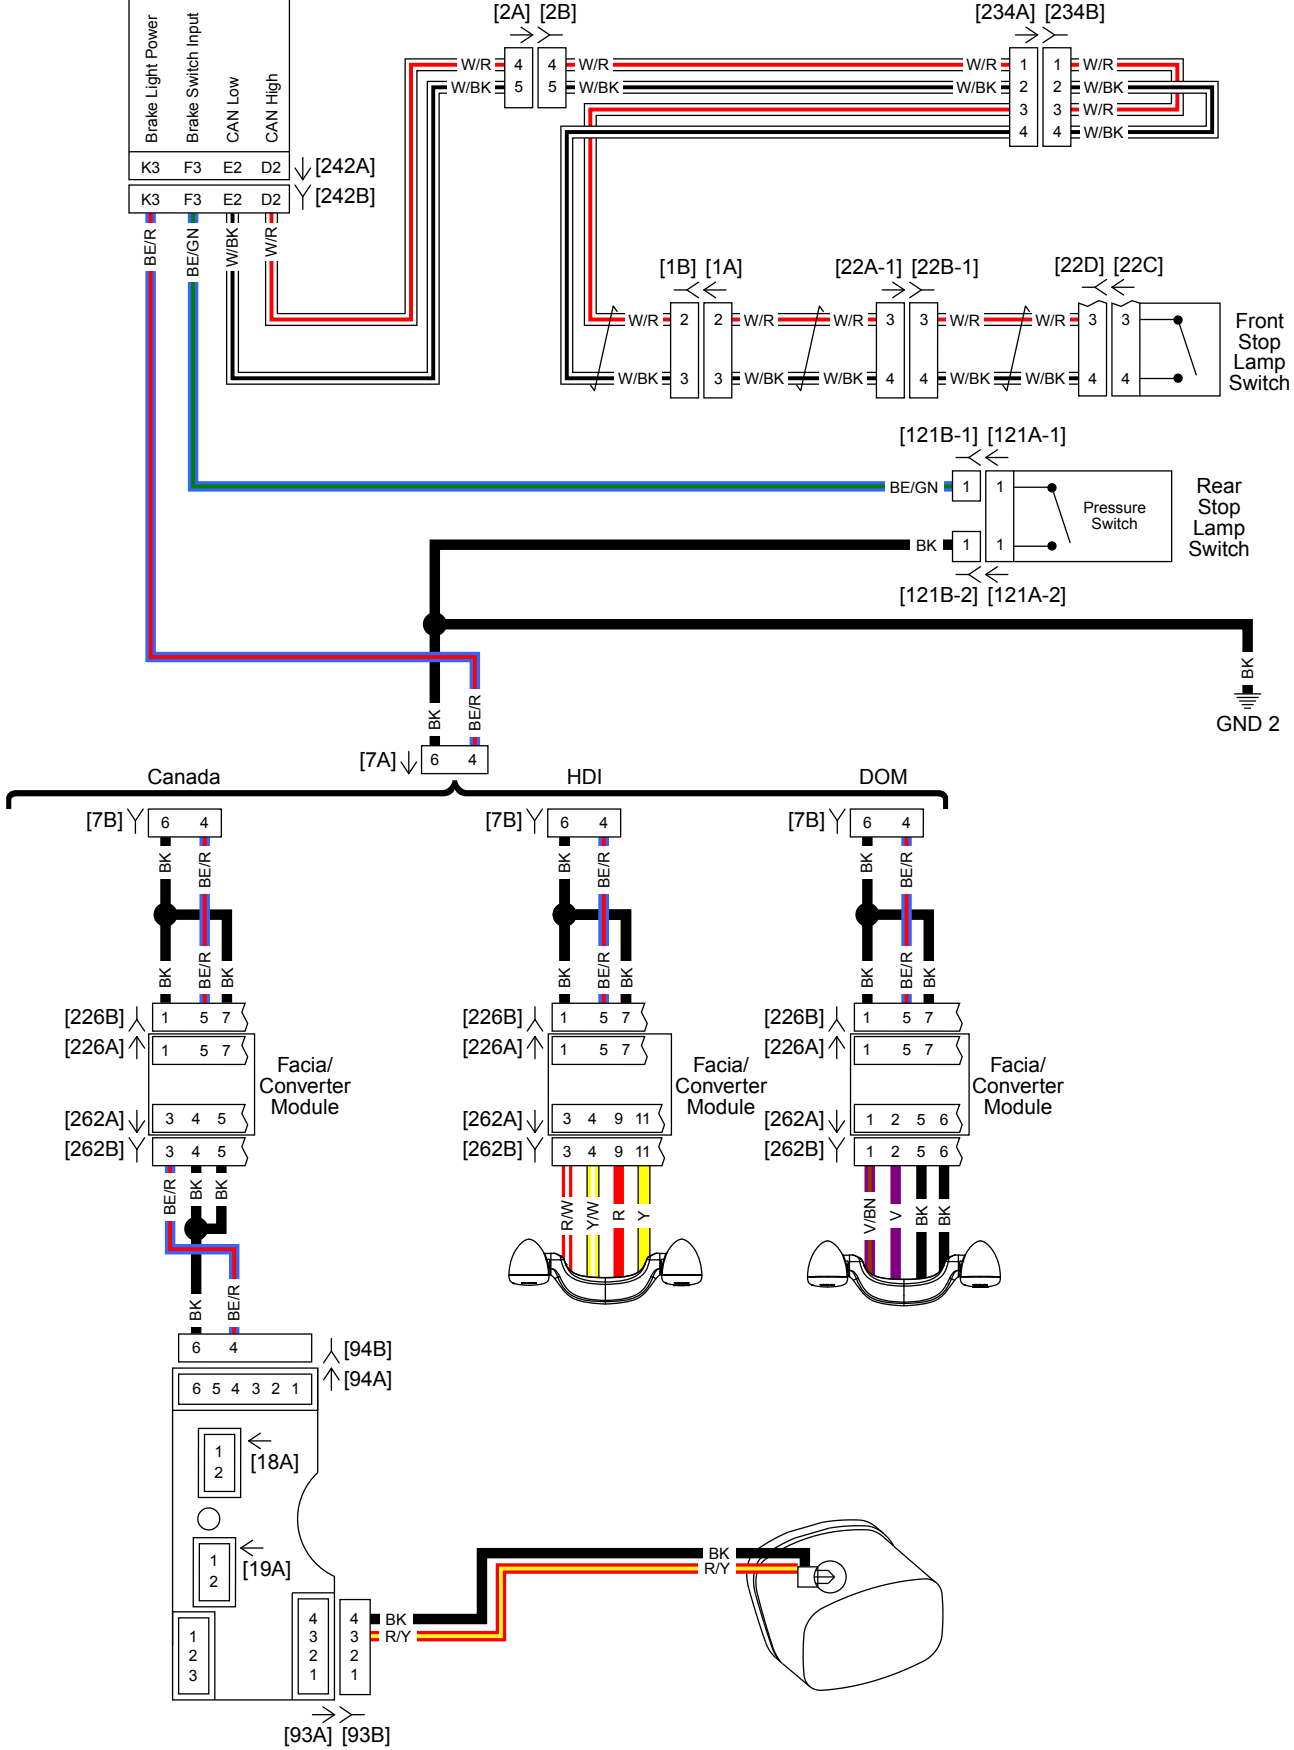 [2A] [2B]
[234A] [234B]
Brake Light Power
Brake Switch Input
CAN Low
CAN High
W/R 4 4 W/R W/R 1 1 W/R
W/BK 5 5 W/BK W/BK 2 2 W/BK
3 3 W/R
4 4 W/BK
K3 F3 E2 D2 [242A]
K3 F3 E2 D2 [242B]
BE/R BE/GN W/BK W/R
[1B] [1A] [22A-1] [22B-1] [22D] [22C]
W/R 2 2 W/R W/R 3 3 W/R W/R 3 3
W/BK 3 3 W/BK W/BK 4 4 W/BK W/BK 4 4
Front
Stop
Lamp
Switch
[121B-1] [121A-1]
BE/GN 1 1
Pressure
Switch
BK 1 1
Rear
Stop
Lamp
Switch
[121B-2] [121A-2]
BK
GND 2
BK BE/R
[7A] 6 4
Canada HDI DOM
[7B] 6 4 [7B] 6 4 [7B] 6 4
BK BE/R BK BE/R BK BE/R
BK BE/R BK BK BE/R BK BK BE/R BK
[226B] 1 5 7 [226B] 1 5 7 [226B] 1 5 7
[226A] 1 5 7 [226A] 1 5 7 [226A] 1 5 7
Facia/
Converter
Module
Facia/
Converter
Module
Facia/
Converter
Module
[262A] 3 4 5 [262A] 3 4 9 11 [262A] 1 2 5 6
[262B] 3 4 5 [262B] 3 4 9 11 [262B] 1 2 5 6
BE/R BK BK R/W Y/W R Y V/BN V BK BK
BK BE/R
6 4 [94B]
6 5 4 3 2 1 [94A]
1
2
[18A]
1
2
[19A]
BK
R/Y
1
2
3
4
3
2
1
4
3
2
1
BK
R/Y
[93A] [93B]